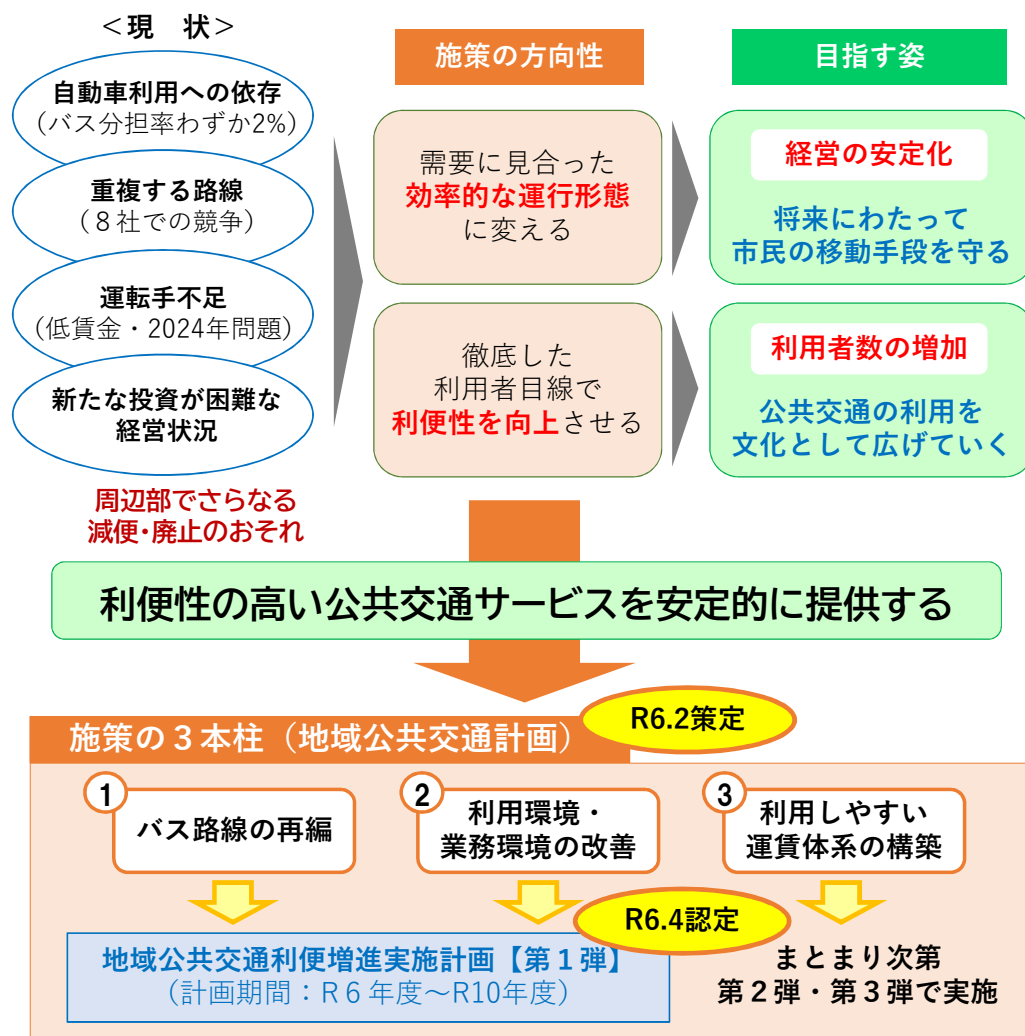 ＜現　状＞
自動車利用への依存
（バス分担率わずか2%）
重複する路線
（８社での競争）
運転手不足
（低賃金・2024年問題）
新たな投資が困難な
経営状況
周辺部でさらなる
減便・廃止のおそれ
施策の方向性
需要に見合った
効率的な運行形態
に変える
徹底した
利用者目線で
利便性を向上させる
目指す姿
経営の安定化
将来にわたって
市民の移動手段を守る
利用者数の増加
公共交通の利用を
文化として広げていく
利便性の高い公共交通サービスを安定的に提供する
施策の３本柱（地域公共交通計画）
R6.2策定
1
バス路線の再編
2
利用環境・
業務環境の改善
3
利用しやすい
運賃体系の構築
R6.4認定
地域公共交通利便増進実施計画【第１弾】
（計画期間：R６年度～R10年度）
まとまり次第
第２弾・第３弾で実施